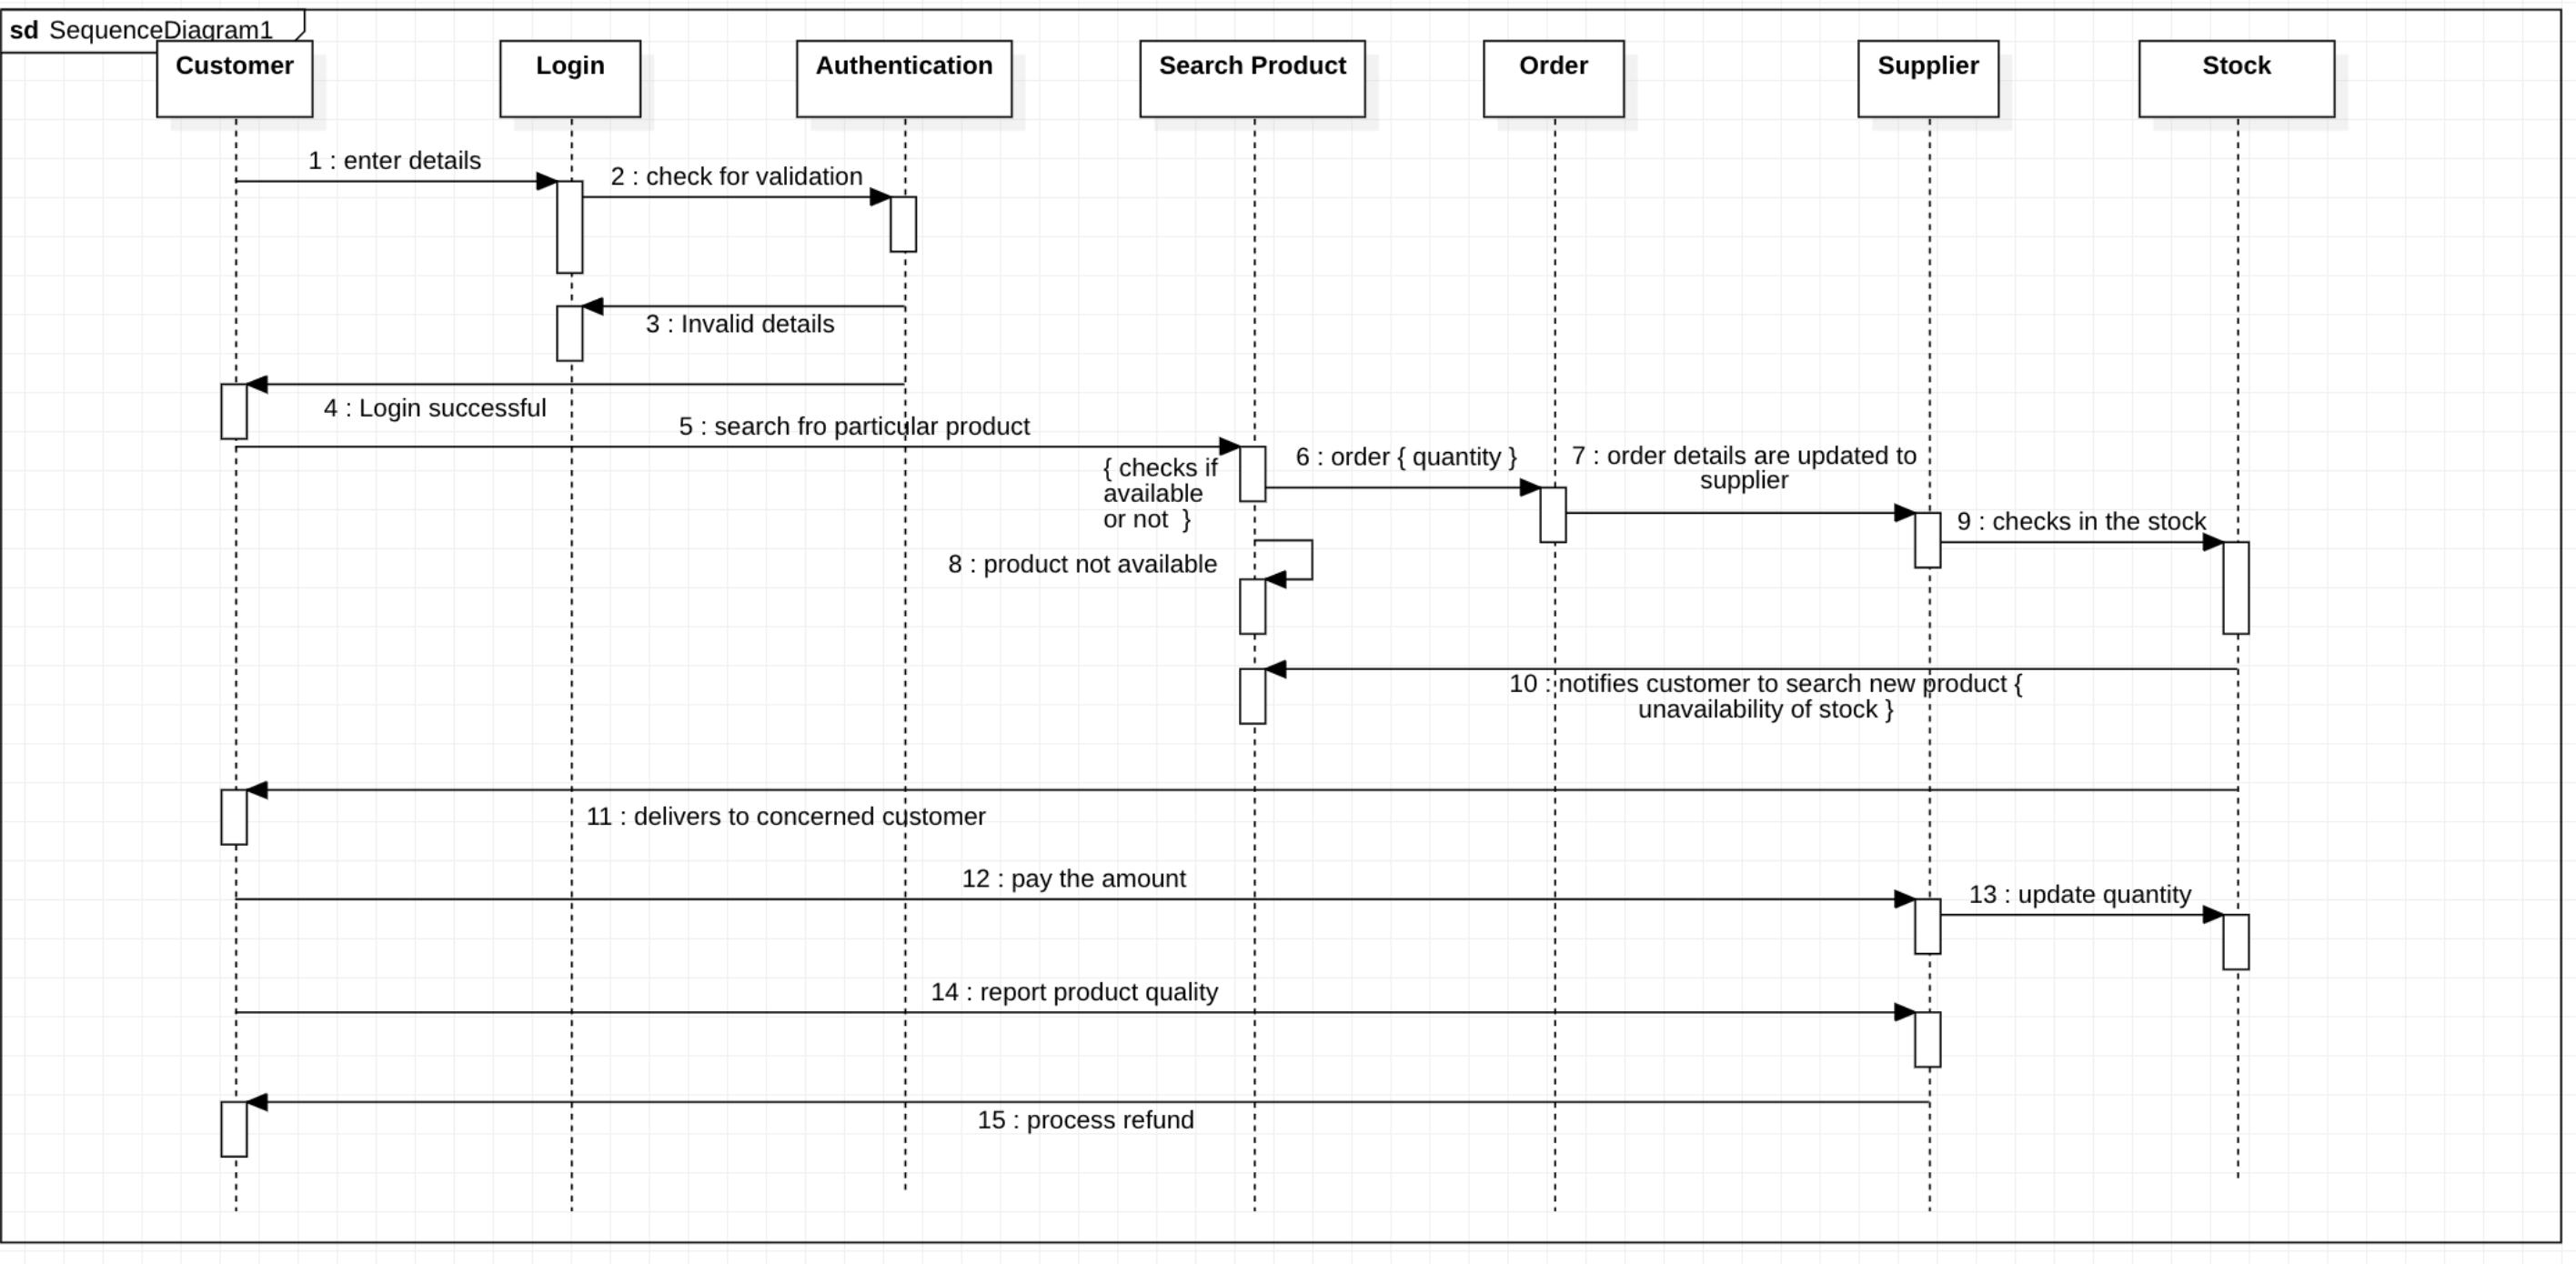 sd SequenceDiagram1
Customer
Login
Authentication
Search Product
Order
Supplier
Stock
1 : enter details
2 : check for validation
3 : Invalid details
4 : Login successful
5 : search fro particular product
{ checks if
available
or not }
6 : order { quantity }
7 : order details are updated to
supplier
9 : checks in the stock
8 : product not available
10 : notifies customer to search new product {
unavailability of stock }
11 : delivers to concerned customer
12 : pay the amount
13 : update quantity
14 : report product quality
15 : process refund